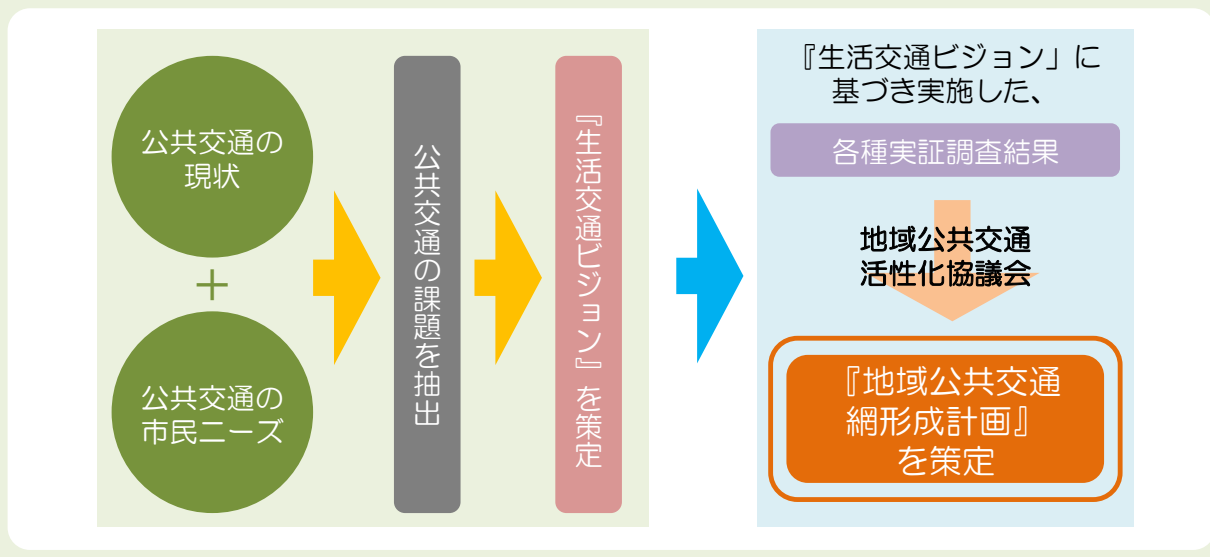 公共交通の
現状
＋
公共交通の
市民ニーズ
公共交通の課題を抽出
『生活交通ビジョン』を策定
『生活交通ビジョン」に
基づき実施した、
各種実証調査結果
地域公共交通
活性化協議会
『地域公共交通
網形成計画』
を策定